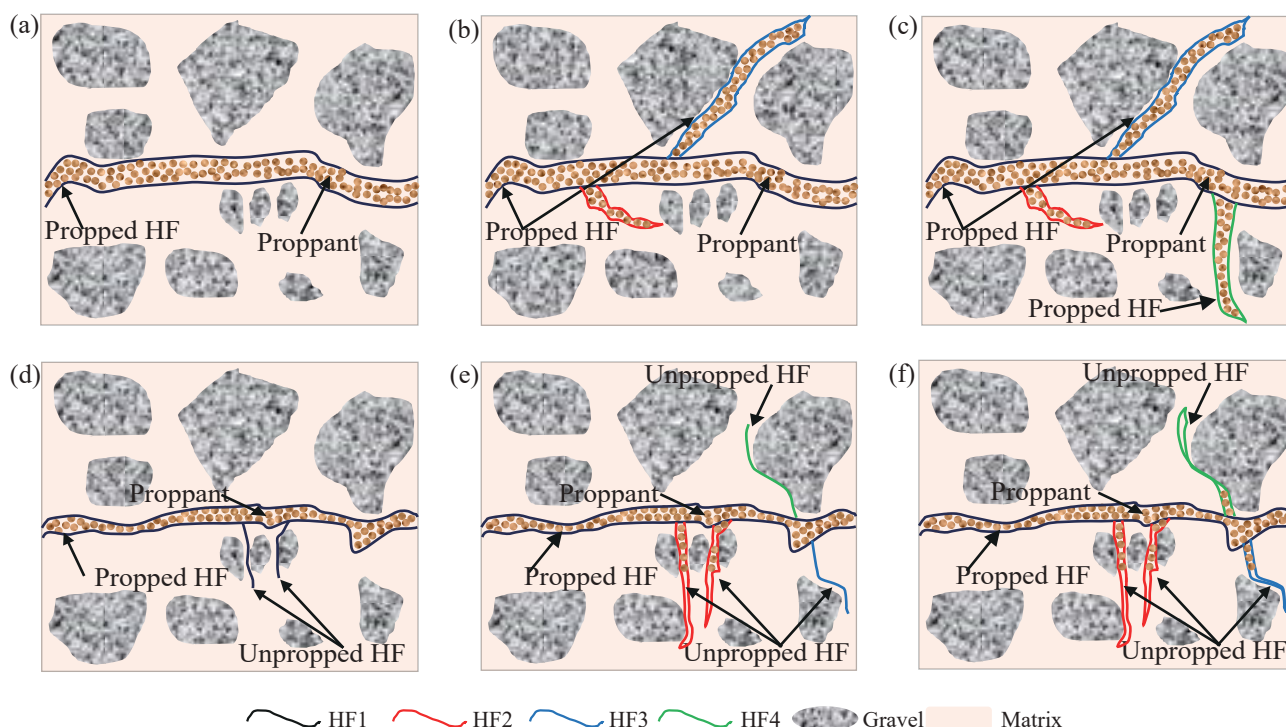 (a)
Propped HF
Proppant
(b)
Propped HF
Proppant
(c)
Propped HF
Proppant
Propped HF
(d)
Proppant
Propped HF
Unpropped HF
(e)
Unpropped HF
Proppant
Propped HF
Unpropped HF
(f)
Unpropped HF
Proppant
Propped HF
Unpropped HF
HF1 HF2 HF3 HF4 Gravel Matrix